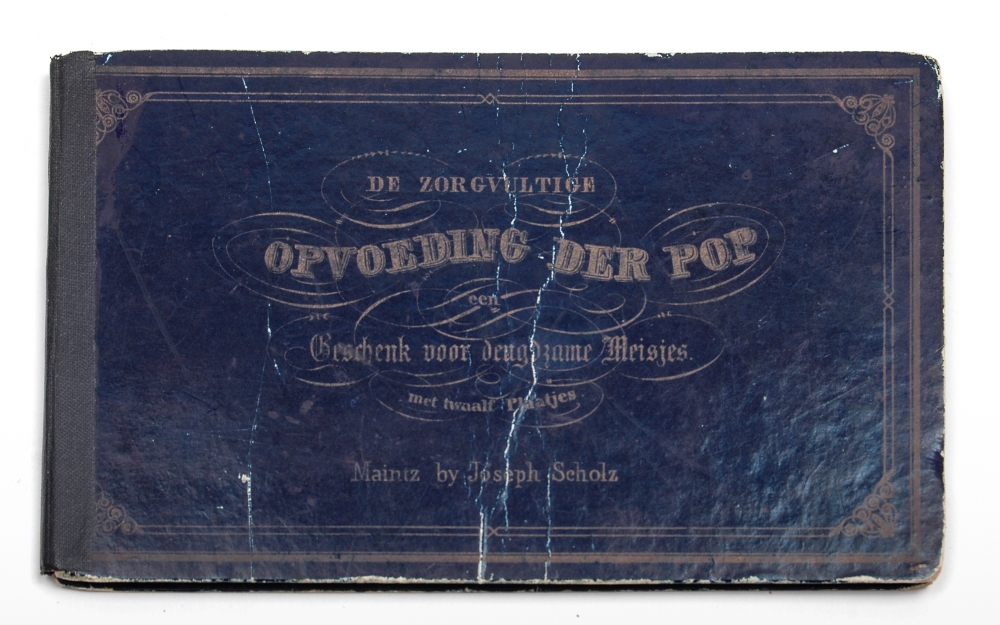 DE ZORGVULTIGE
OPVOEDING DER POP
een
Geschenk voor deugdzame Meisjes.
met twaalf Plaatjes
Maintz by Joseph Scholz